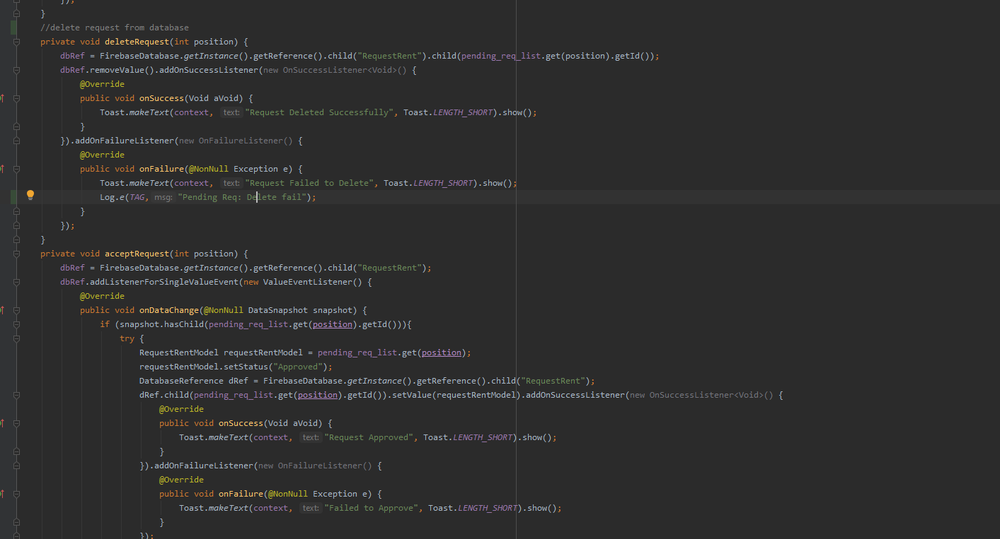 });
}
//delete request from database
private void deleteRequest(int position) {
dbRef = FirebaseDatabase.getInstance().getReference().child("RequestRent").child(pending_req_list.get(position).getId());
dbRef.removeValue().addOnSuccessListener(new OnSuccessListener<Void>() {
@Override
public void onSuccess(Void aVoid) {
Toast.makeText(context, text: "Request Deleted Successfully", Toast.LENGTH_SHORT).show();
}
}).addOnFailureListener(new OnFailureListener() {
@Override
public void onFailure(@NonNull Exception e) {
Toast.makeText(context, text: "Request Failed to Delete", Toast.LENGTH_SHORT).show();
Log.e(TAG, msg: "Pending Req: Delete fail");
}
});
}
private void acceptRequest(int position) {
dbRef = FirebaseDatabase.getInstance().getReference().child("RequestRent");
dbRef.addListenerForSingleValueEvent(new ValueEventListener() {
@Override
public void onDataChange(@NonNull DataSnapshot snapshot) {
if (snapshot.hasChild(pending_req_list.get(position).getId())){
try {
RequestRentModel requestRentModel = pending_req_list.get(position);
requestRentModel.setStatus("Approved");
DatabaseReference dRef = FirebaseDatabase.getInstance().getReference().child("RequestRent");
dRef.child(pending_req_list.get(position).getId()).setValue(requestRentModel).addOnSuccessListener(new OnSuccessListener<Void>() {
@Override
public void onSuccess(Void aVoid) {
Toast.makeText(context, text: "Request Approved", Toast.LENGTH_SHORT).show();
}
}).addOnFailureListener(new OnFailureListener() {
@Override
public void onFailure(@NonNull Exception e) {
Toast.makeText(context, text: "Failed to Approve", Toast.LENGTH_SHORT).show();
}
});